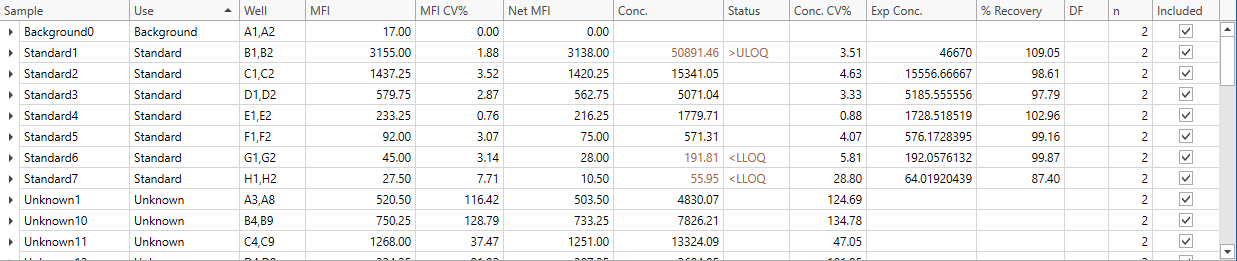 Sample Use Well MFI MFI CV% Net MFI Conc. Status Conc. CV% Exp Conc. % Recovery DF n Included
Background0 Background A1,A2 17.00 0.00 0.00 2
Standard1 Standard B1,B2 3155.00 1.88 3138.00 50891.46 >ULOQ 3.51 46670 109.05 2
Standard2 Standard C1,C2 1437.25 3.52 1420.25 15341.05 4.63 15556.66667 98.61 2
Standard3 Standard D1,D2 579.75 2.87 562.75 5071.04 3.33 5185.555556 97.79 2
Standard4 Standard E1,E2 233.25 0.76 216.25 1779.71 0.88 1728.518519 102.96 2
Standard5 Standard F1,F2 92.00 3.07 75.00 571.31 4.07 576.1728395 99.16 2
Standard6 Standard G1,G2 45.00 3.14 28.00 191.81 <LLOQ 5.81 192.0576132 99.87 2
Standard7 Standard H1,H2 27.50 7.71 10.50 55.95 <LLOQ 28.80 64.01920439 87.40 2
Unknown1 Unknown A3,A8 520.50 116.42 503.50 4830.07 124.69 2
Unknown10 Unknown B4,B9 750.25 128.79 733.25 7826.21 134.78 2
Unknown11 Unknown C4,C9 1268.00 37.47 1251.00 13324.09 47.05 2